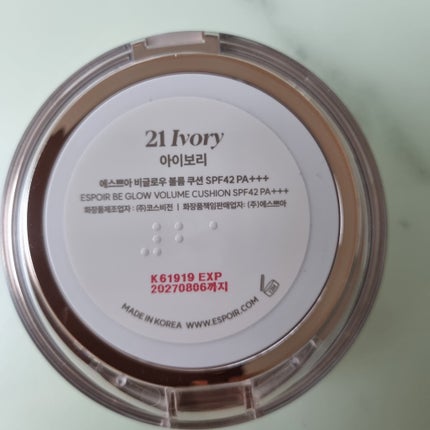 21 Ivory
아이보리
에스쁘아 비글로우 볼륨 쿠션 SPF42 PA+++
ESPOIR BE GLOW VOLUME CUSHION SPF42 PA+++
화장품제조업자 : (주)코스비전 | 화장품책임판매업자 : (주)에스쁘아
K61919 EXP
20270806까지
MADE IN KOREA WWW.ESPOIR.COM